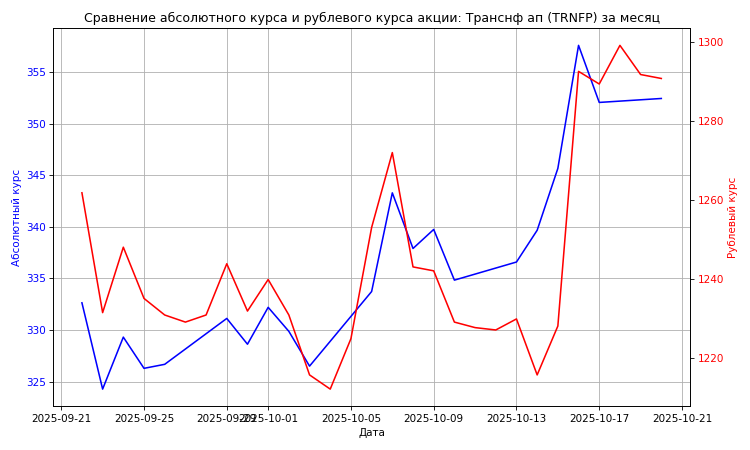 Сравнение абсолютного курса и рублевого курса акции: Транснф ап (TRNFP) за месяц
Абсолютный курс
355
350
345
340
335
330
325
1300
1280
1260
1240
1220
Рублевый курс
2025-09-21 2025-09-25 2025-09-29 2025-10-01 2025-10-05 2025-10-09 2025-10-13 2025-10-17 2025-10-21
Дата